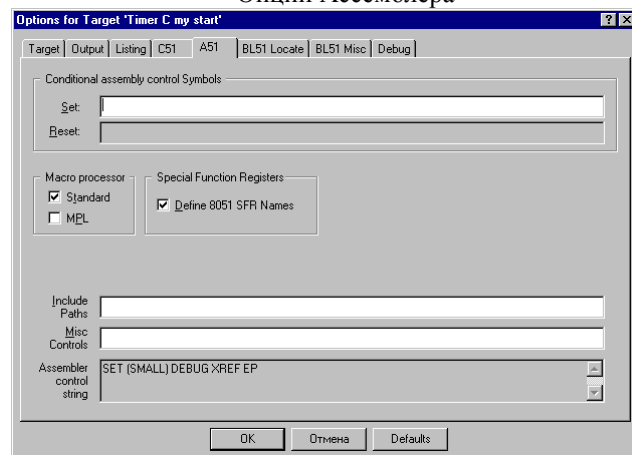 Опции Ассемблера
Options for Target 'Timer C my start'
Target Output Listing C51 A51 BL51 Locate BL51 Misc Debug
Conditional assembly control Symbols
Set:
Reset:
Macro processor Special Function Registers
Standard Define 8051 SFR Names
MPL
Include
Paths
Misc
Controls
Assembler
control
string
SET (SMALL) DEBUG XREF EP
OK Отмена Defaults